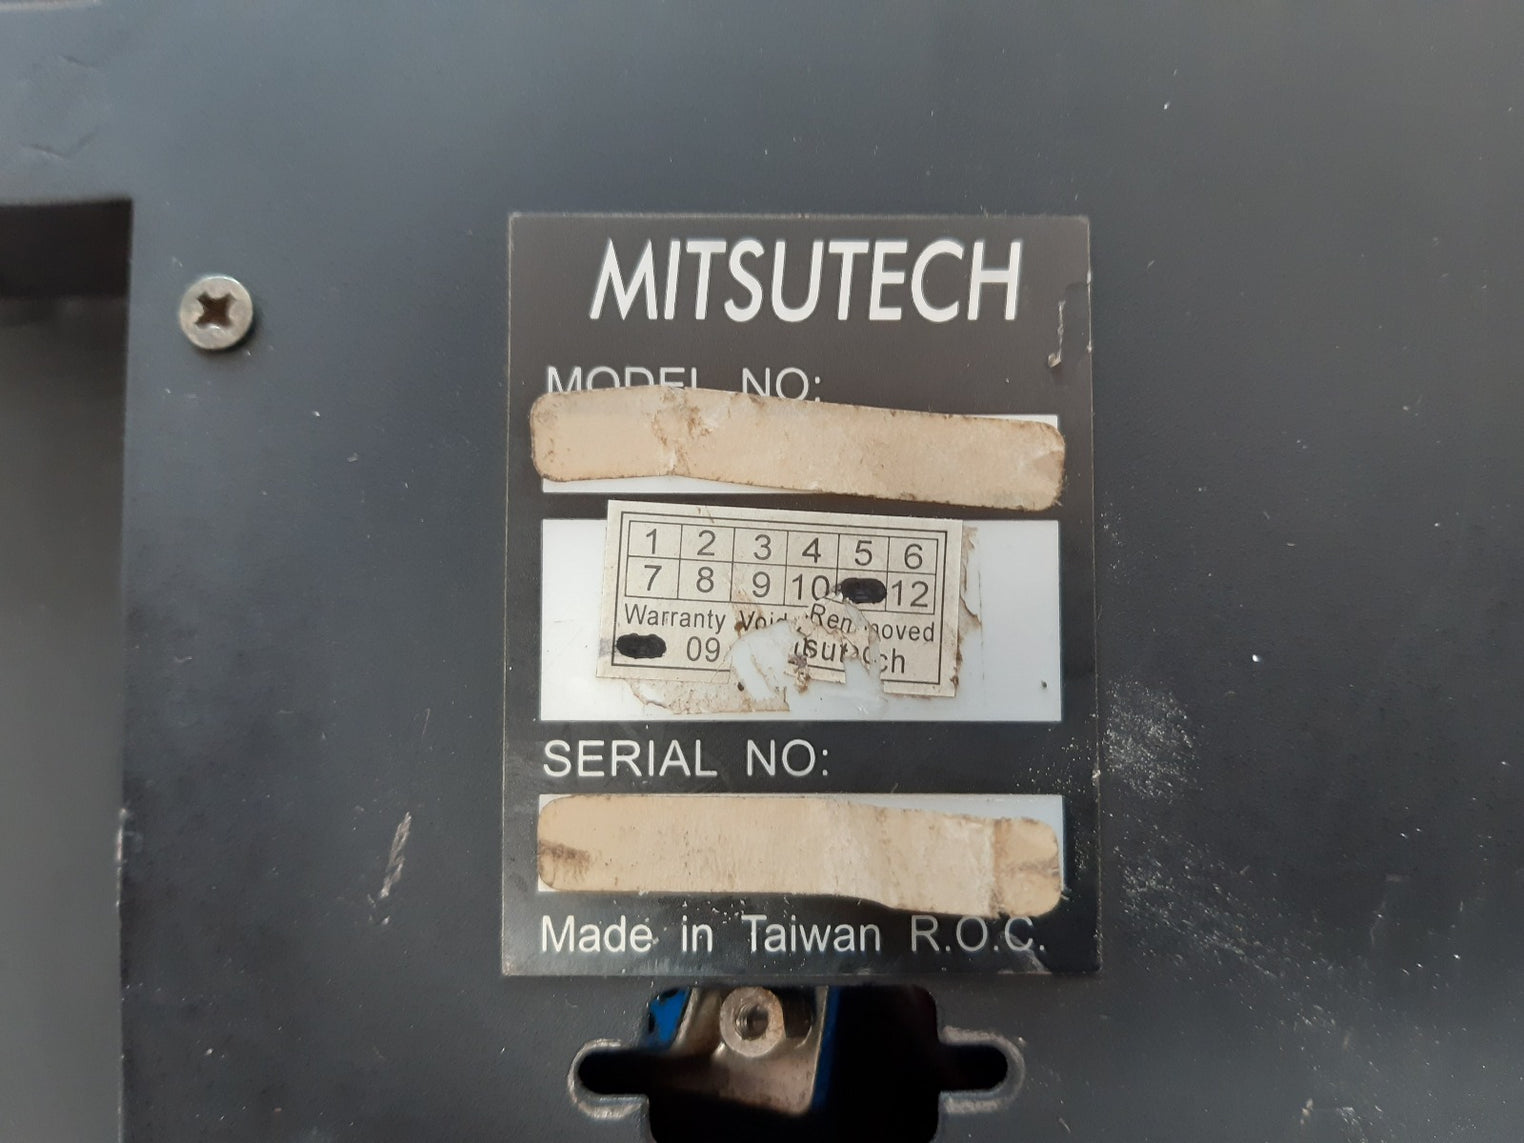 MITSUTECH
MODEL NO:
1 2 3 4 5 6
7 8 9 10 12
Warranty Void
09
SERIAL NO:
Made in Taiwan R.O.C.